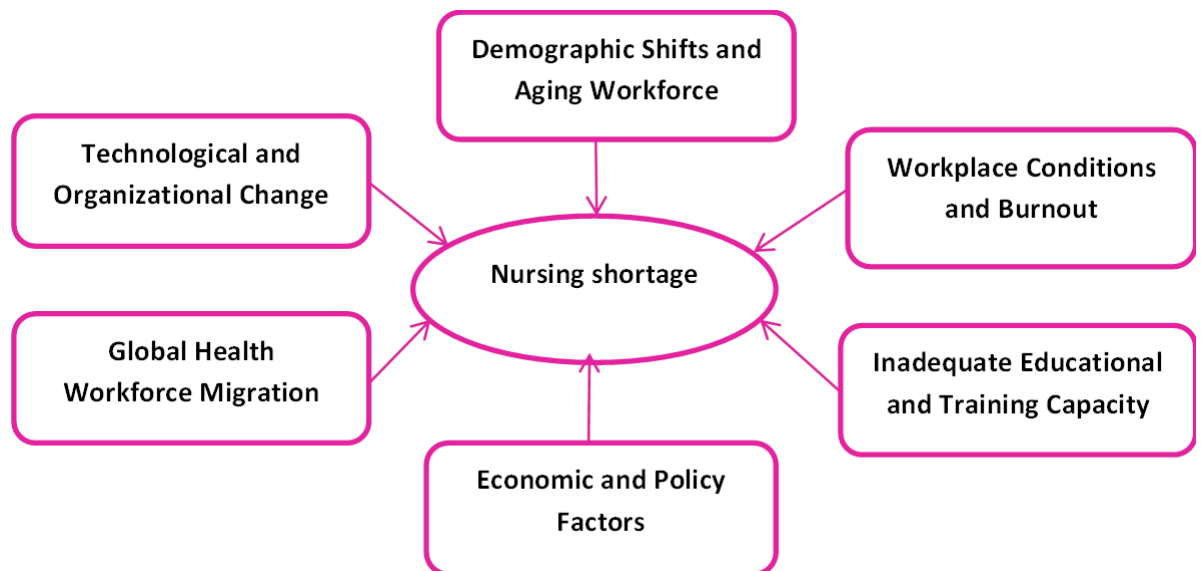 Demographic Shifts and
Aging Workforce
Technological and
Organizational Change
Workplace Conditions
and Burnout
Nursing shortage
Global Health
Workforce Migration
Inadequate Educational
and Training Capacity
Economic and Policy
Factors